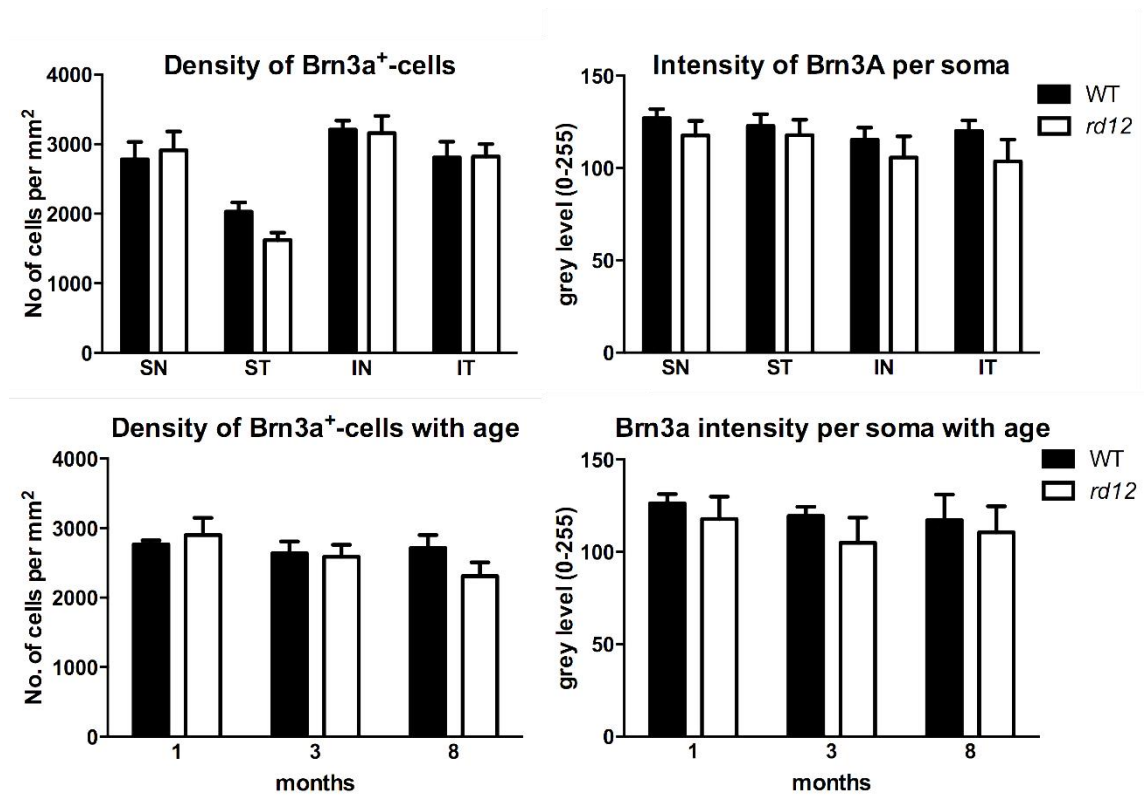 Density of Brn3a+-cells
No of cells per mm2
4000
3000
2000
1000
0
SN ST IN IT
Intensity of Brn3A per soma
grey level (0-255)
150
100
50
0
SN ST IN IT
WT
rd12
Density of Brn3a+-cells with age
No. of cells per mm2
4000
3000
2000
1000
0
1 3 8
months
Brn3a intensity per soma with age
grey level (0-255)
150
100
50
0
1 3 8
months
WT
rd12